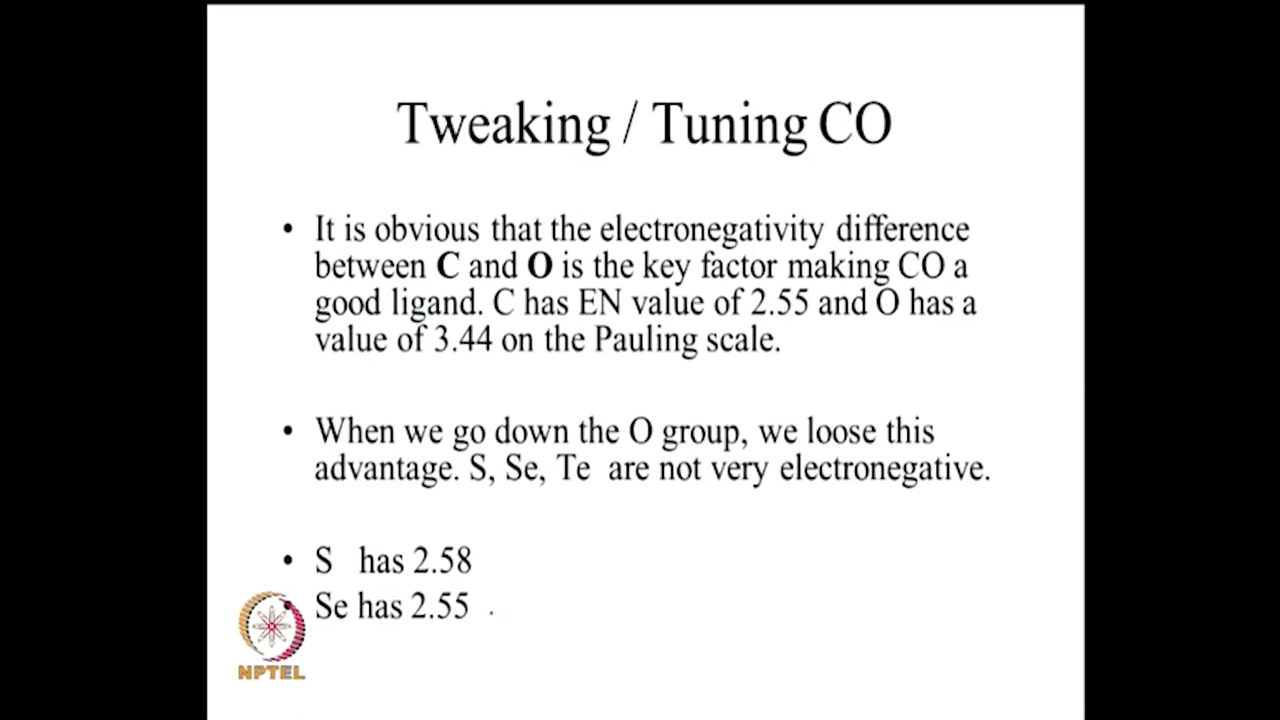 Tweaking / Tuning CO
• It is obvious that the electronegativity difference
between C and O is the key factor making CO a
good ligand. C has EN value of 2.55 and O has a
value of 3.44 on the Pauling scale.
• When we go down the O group, we loose this
advantage. S, Se, Te are not very electronegative.
• S has 2.58
• Se has 2.55
NPTEL